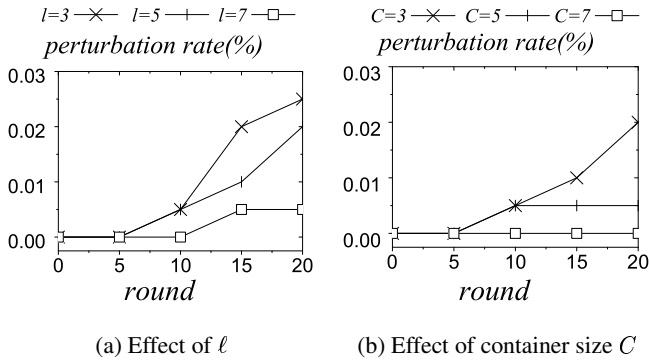 l=3 l=5 l=7
perturbation rate(%)
0.03
0.02
0.01
0.00
0 5 10 15 20
round
(a) Effect of ℓ
C=3 C=5 C=7
perturbation rate(%)
0.03
0.02
0.01
0.00
0 5 10 15 20
round
(b) Effect of container size C